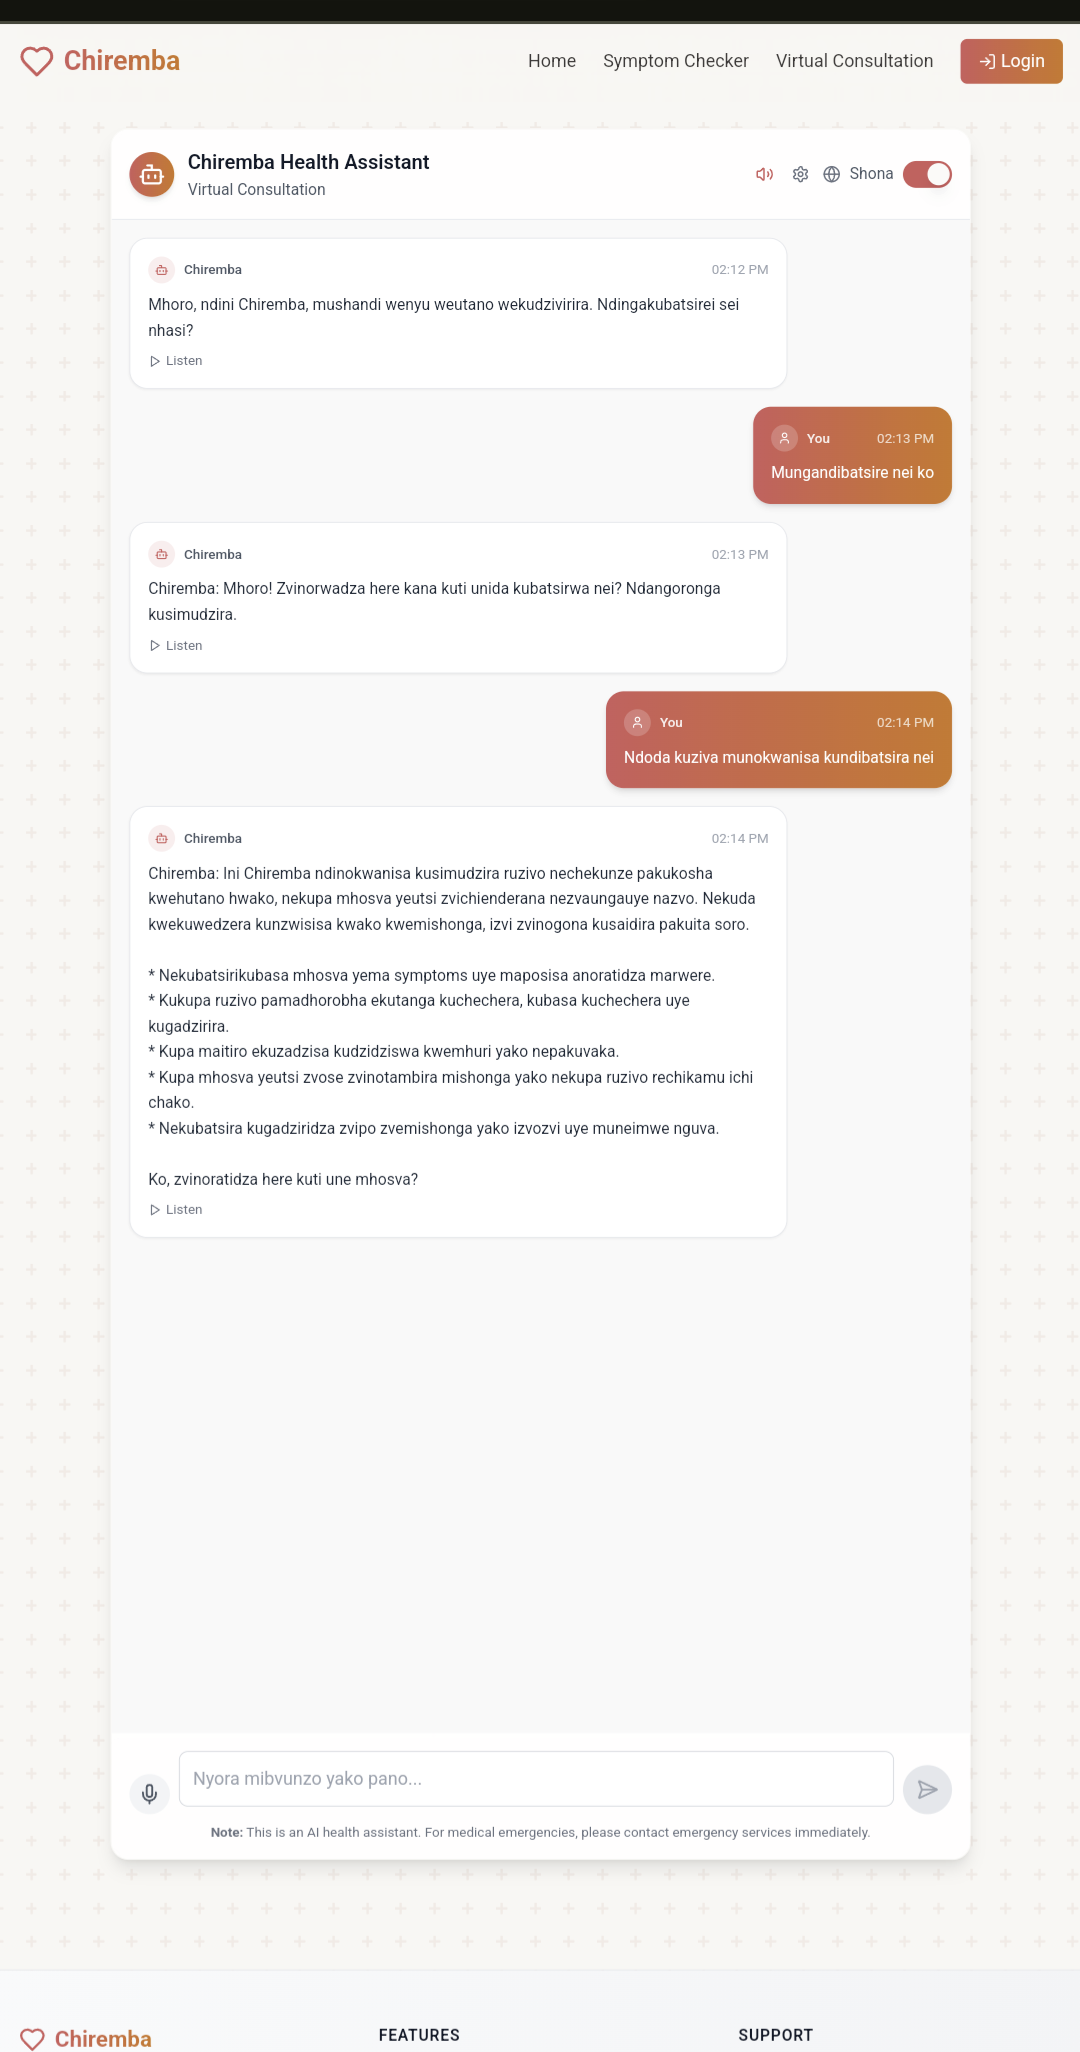 Chiremba
Home
Symptom Checker
Virtual Consultation
Login
Chiremba Health Assistant
Virtual Consultation
Shona
Chiremba
02:12 PM
Mhoro, ndini Chiremba, mushandi wenyu weutano wekudzivirira. Ndingakubatsirei sei
nhasi?
Listen
You
02:13 PM
Mungandibatsire nei ko
Chiremba
02:13 PM
Chiremba: Mhoro! Zvinorwadza here kana kuti unida kubatsirwa nei? Ndangoronga
kusimudzira.
Listen
You
02:14 PM
Ndoda kuziva munokwanisa kundibatsira nei
Chiremba
02:14 PM
Chiremba: Ini Chiremba ndinokwanisa kusimudzira ruzivo nechekunze pakukosha
kwehutano hwako, nekupa mhosva yeutsi zvichienderana nezvaungauye nazvo. Nekuda
kwekuwedzera kunzwisisa kwako kwemishonga, izvi zvinogona kusaidira pakuita soro.
* Nekubatsirikubasa mhosva yema symptoms uye maposisa anoratidza marwere.
* Kukupa ruzivo pamadhorobha ekutanga kuchechera, kubasa kuchechera uye
kugadzirira.
* Kupa maitiro ekuzadzisa kudzidziswa kwemhuri yako nepakuvaka.
* Kupa mhosva yeutsi zvose zvinotambira mishonga yako nekupa ruzivo rechikamu ichi
chako.
* Nekubatsira kugadziridza zvipo zvemishonga yako izvozvi uye muneimwe nguva.
Ko, zvinoratidza here kuti une mhosva?
Listen
Nyora mibvunzo yako pano...
Note: This is an AI health assistant. For medical emergencies, please contact emergency services immediately.
Chiremba
FEATURES
SUPPORT